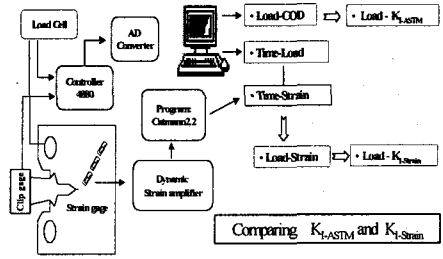 Load Cell
AD
Converter
Controller
4880
Clip gage
Strain gage
Program:
Catmann2.2
Dynamic
Strain amplifier
• Load-COD
• Load - KI-ASTM
• Time-Load
• Time-Strain
• Load-Strain
• Load - KI-Strain
Comparing KI-ASTM and KI-Strain